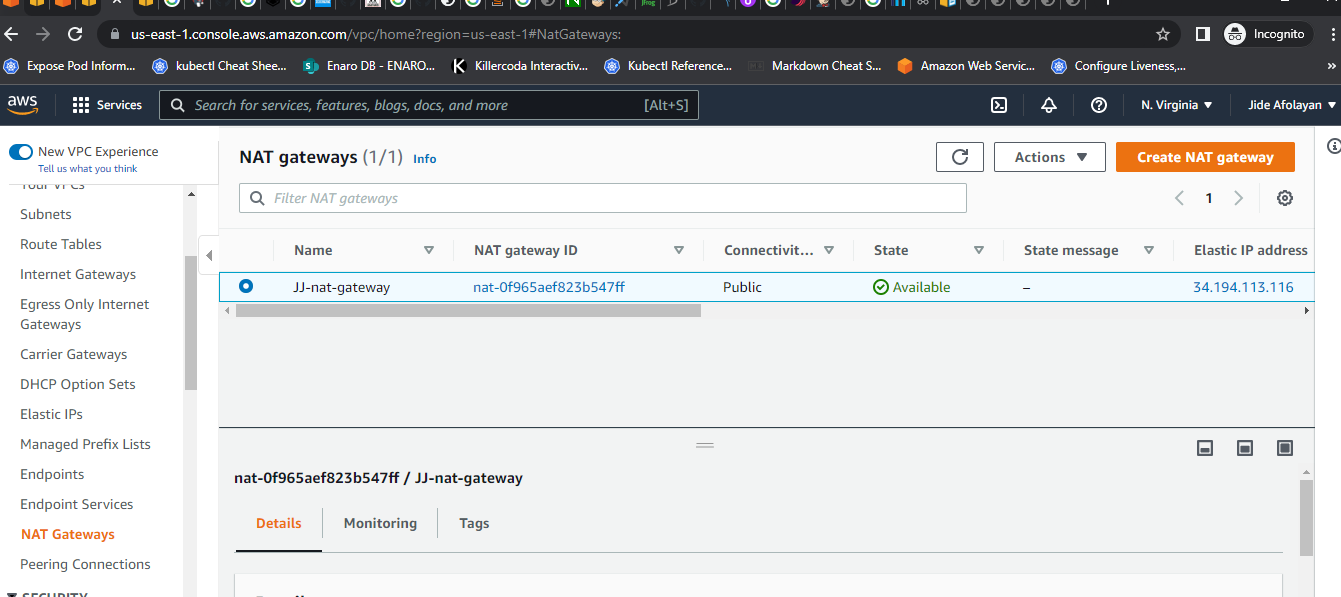 us-east-1.console.aws.amazon.com/vpc/home?region=us-east-1#NatGateways:
Incognito
Expose Pod Inform...
kubectl Cheat Shee...
Enaro DB - ENARO...
Killercoda Interactiv...
Kubectl Reference...
Markdown Cheat S...
Amazon Web Servic...
Configure Liveness,...
»
aws
Services
Search for services, features, blogs, docs, and more
[Alt+S]
N. Virginia
Jide Afolayan
New VPC Experience
Tell us what you think
Your VPCs
Subnets
Route Tables
Internet Gateways
Egress Only Internet
Gateways
Carrier Gateways
DHCP Option Sets
Elastic IPs
Managed Prefix Lists
Endpoints
Endpoint Services
NAT Gateways
Peering Connections
SECURITY
NAT gateways (1/1) Info
Actions
Create NAT gateway
Filter NAT gateways
1
Name
NAT gateway ID
Connectivit...
State
State message
Elastic IP address
JJ-nat-gateway
nat-0f965aef823b547ff
Public
Available
–
34.194.113.116
nat-0f965aef823b547ff / JJ-nat-gateway
Details
Monitoring
Tags